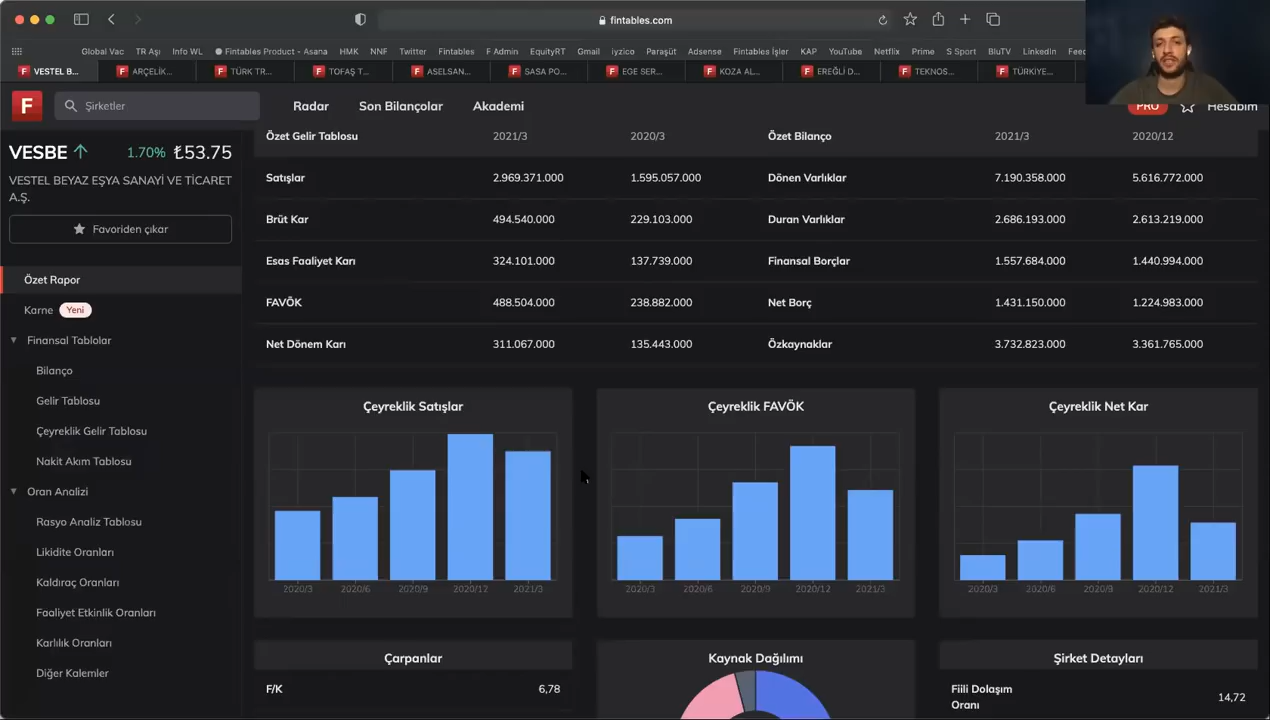 fintables.com
Global Vac TR Aşı Info WL Fintables Product - Asana HMK NNF Twitter Fintables F Admin EquityRT Gmail iyzico Paraşüt Adsense Fintables İşler KAP YouTube Netflix Prime S Sport BluTV LinkedIn Feec
VESTEL B... ARÇELİK... TÜRK TR... TOFAŞ T... ASELSAN... SASA PO... EGE SER... KOZA AL... EREĞLİ D... TEKNOS... TÜRKİYE...
F Şirketler Radar Son Bilançolar Akademi PRO Hesabım
VESBE 1.70% ₺53.75
VESTEL BEYAZ EŞYA SANAYİ VE TİCARET
A.Ş.
Favoriden çıkar
Özet Rapor
Karne Yeni
Finansal Tablolar
Bilanço
Gelir Tablosu
Çeyreklik Gelir Tablosu
Nakit Akım Tablosu
Oran Analizi
Rasyo Analiz Tablosu
Likidite Oranları
Kaldıraç Oranları
Faaliyet Etkinlik Oranları
Karlılık Oranları
Diğer Kalemler
Özet Gelir Tablosu 2021/3 2020/3 Özet Bilanço 2021/3 2020/12
Satışlar 2.969.371.000 1.595.057.000 Dönen Varlıklar 7.190.358.000 5.616.772.000
Brüt Kar 494.540.000 229.103.000 Duran Varlıklar 2.686.193.000 2.613.219.000
Esas Faaliyet Karı 324.101.000 137.739.000 Finansal Borçlar 1.557.684.000 1.440.994.000
FAVÖK 488.504.000 238.882.000 Net Borç 1.431.150.000 1.224.983.000
Net Dönem Karı 311.067.000 135.443.000 Özkaynaklar 3.732.823.000 3.361.765.000
Çeyreklik Satışlar
2020/3 2020/6 2020/9 2020/12 2021/3
Çeyreklik FAVÖK
2020/3 2020/6 2020/9 2020/12 2021/3
Çeyreklik Net Kar
2020/3 2020/6 2020/9 2020/12 2021/3
Çarpanlar
F/K 6,78
Kaynak Dağılımı
Şirket Detayları
Fiili Dolaşım
Oranı 14,72